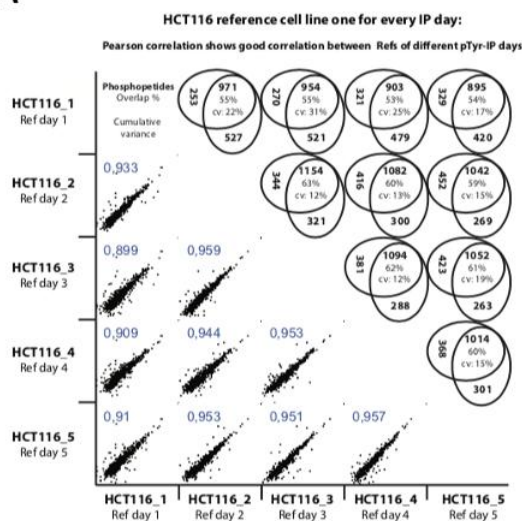 HCT116 reference cell line one for every IP day:
Pearson correlation shows good correlation between Refs of different pTyr-IP days
HCT116_1
Ref day 1
Phosphopetides
Overlap %
Cumulative
variance
253
971
55%
cv: 22%
527
270
954
55%
cv: 31%
521
321
903
53%
cv: 25%
479
329
895
54%
cv: 17%
420
HCT116_2
Ref day 2
0,933
344
1154
63%
cv: 12%
321
416
1082
60%
cv: 13%
300
452
1042
59%
cv: 15%
269
HCT116_3
Ref day 3
0,899
0,959
381
1094
62%
cv: 12%
288
423
1052
61%
cv: 19%
263
HCT116_4
Ref day 4
0,909
0,944
0,953
368
1014
60%
cv: 15%
301
HCT116_5
Ref day 5
0,91
0,953
0,951
0,957
HCT116_1
Ref day 1
HCT116_2
Ref day 2
HCT116_3
Ref day 3
HCT116_4
Ref day 4
HCT116_5
Ref day 5